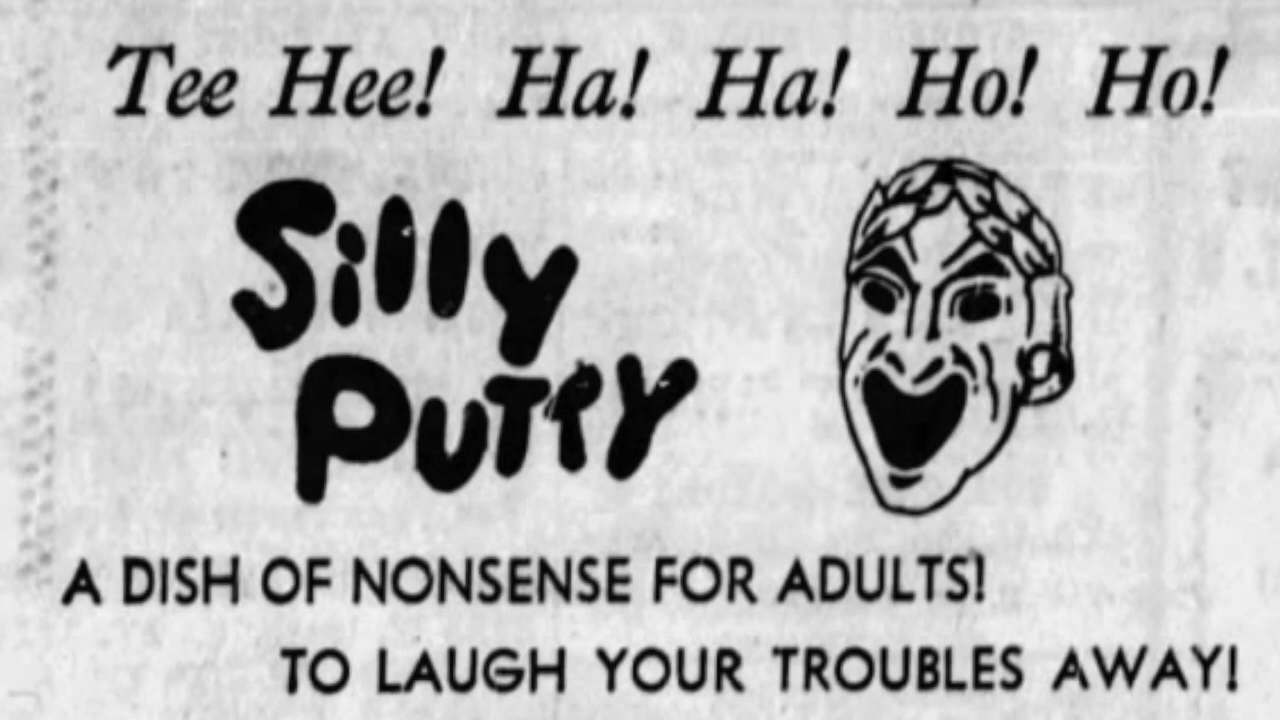 Tee Hee! Ha! Ha! Ho! Ho!
Silly
PUTTY
A DISH OF NONSENSE FOR ADULTS!
TO LAUGH YOUR TROUBLES AWAY!